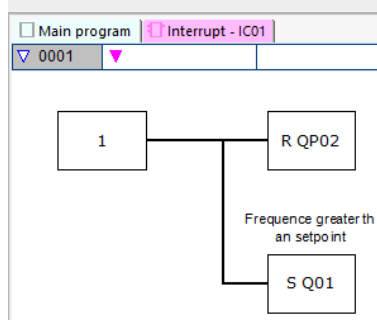 Main program Interrupt - IC01
0001
1
R QP02
Frequence greater th
an setpoint
S Q01